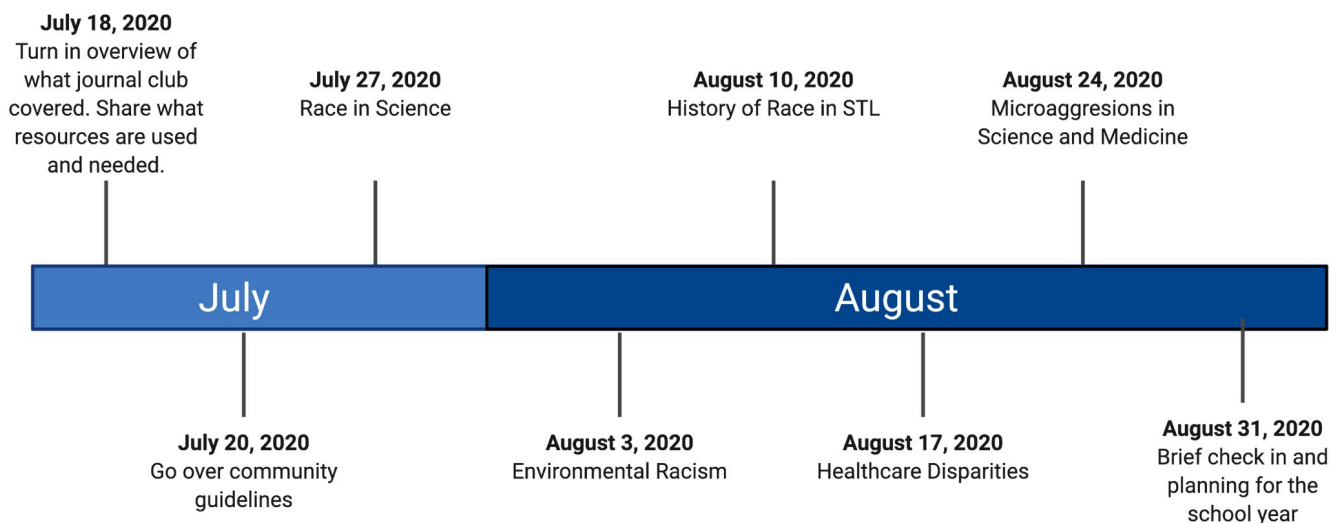 July 18, 2020
Turn in overview of
what journal club
covered. Share what
resources are used
and needed.
July 27, 2020
Race in Science
August 10, 2020
History of Race in STL
August 24, 2020
Microaggresions in
Science and Medicine
July
August
July 20, 2020
Go over community
guidelines
August 3, 2020
Environmental Racism
August 17, 2020
Healthcare Disparities
August 31, 2020
Brief check in and
planning for the
school year